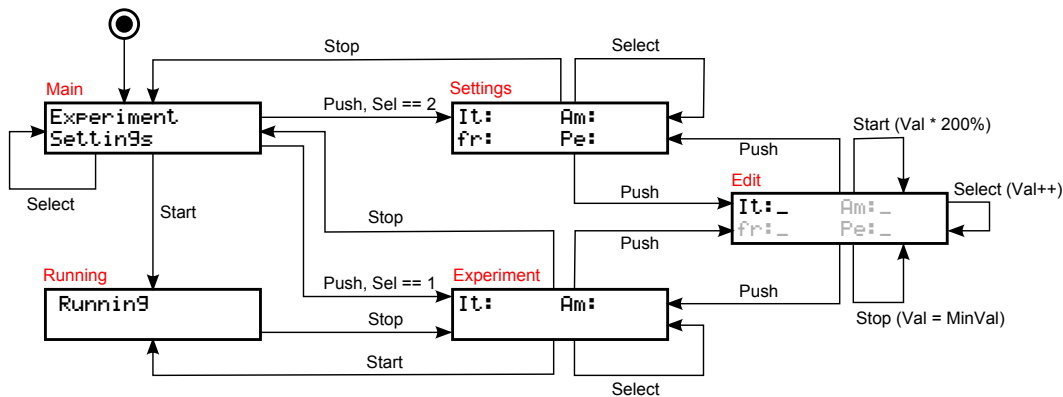 Stop
Select
Main
Settings
Experiment
Settin9s
Push, Sel == 2
It: Am:
fr: Pe:
Start (Val * 200%)
Push
Edit
Select (Val++)
It:_ Am:_
fr:_ Pe:_
Select
Start
Push
Stop
Push
Running
Push, Sel == 1
Experiment
Runnin9
It: Am:
Push
Stop
Stop (Val = MinVal)
Start
Select